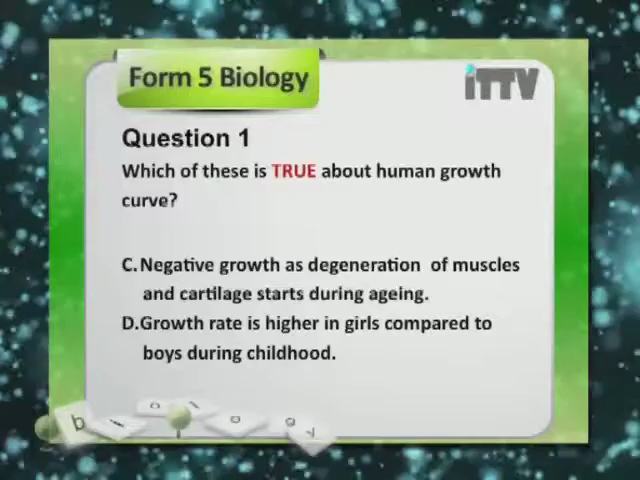 Form 5 Biology
iTTV
Question 1
Which of these is TRUE about human growth
curve?
C. Negative growth as degeneration of muscles
and cartilage starts during ageing.
D.Growth rate is higher in girls compared to
boys during childhood.
b i o l o g y